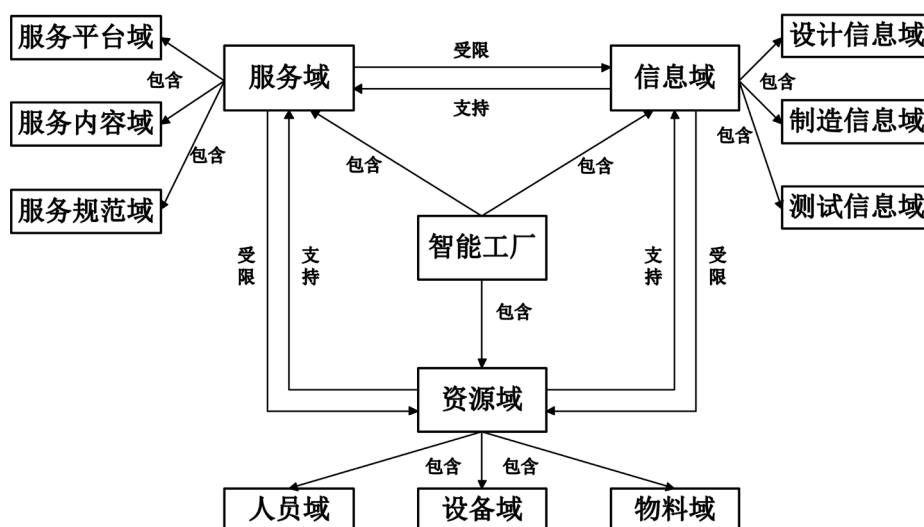 服务平台域
设计信息域
服务域
受限
信息域
包含
包含
支持
服务内容域
制造信息域
包含
包含
包含
包含
服务规范域
测试信息域
智能工厂
受限
支持
支持
受限
包含
资源域
包含
包含
人员域
设备域
物料域